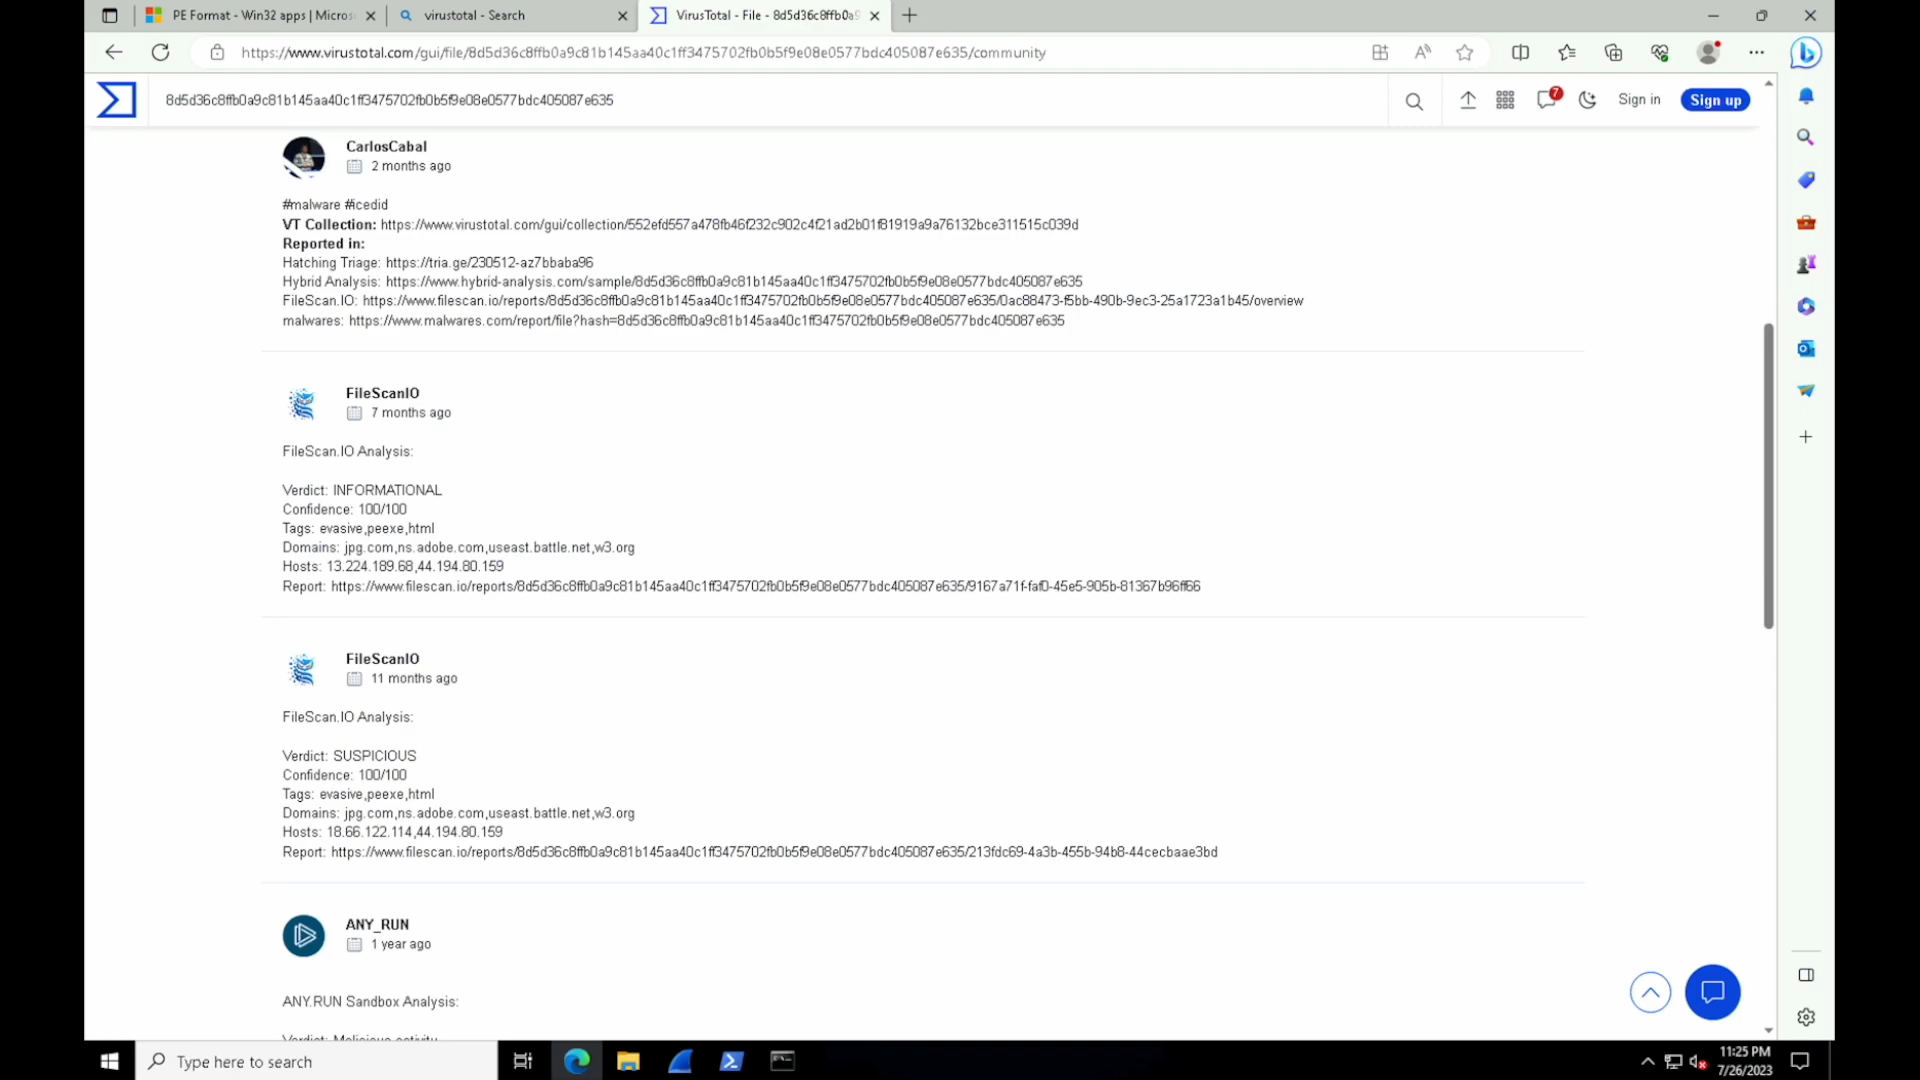 PE Format - Win32 apps | Micros
virustotal - Search
VirusTotal - File - 8d5d36c8ffb0a9
https://www.virustotal.com/gui/file/8d5d36c8ffb0a9c81b145aa40c1ff3475702fb0b5f9e08e0577bdc405087e635/community
8d5d36c8ffb0a9c81b145aa40c1ff3475702fb0b5f9e08e0577bdc405087e635
7
Sign in
Sign up
CarlosCabal
2 months ago
#malware #icedid
VT Collection: https://www.virustotal.com/gui/collection/552efd557a478fb46f232c902c4f21ad2b01f81919a9a76132bce311515c039d
Reported in:
Hatching Triage: https://tria.ge/230512-az7bbaba96
Hybrid Analysis: https://www.hybrid-analysis.com/sample/8d5d36c8ffb0a9c81b145aa40c1ff3475702fb0b5f9e08e0577bdc405087e635
FileScan.IO: https://www.filescan.io/reports/8d5d36c8ffb0a9c81b145aa40c1ff3475702fb0b5f9e08e0577bdc405087e635/0ac88473-f5bb-490b-9ec3-25a1723a1b45/overview
malwares: https://www.malwares.com/report/file?hash=8d5d36c8ffb0a9c81b145aa40c1ff3475702fb0b5f9e08e0577bdc405087e635
FileScanIO
7 months ago
FileScan.IO Analysis:
Verdict: INFORMATIONAL
Confidence: 100/100
Tags: evasive,peexe,html
Domains: jpg.com,ns.adobe.com,useast.battle.net,w3.org
Hosts: 13.224.189.68,44.194.80.159
Report: https://www.filescan.io/reports/8d5d36c8ffb0a9c81b145aa40c1ff3475702fb0b5f9e08e0577bdc405087e635/9167a71f-faf0-45e5-905b-81367b96ff66
FileScanIO
11 months ago
FileScan.IO Analysis:
Verdict: SUSPICIOUS
Confidence: 100/100
Tags: evasive,peexe,html
Domains: jpg.com,ns.adobe.com,useast.battle.net,w3.org
Hosts: 18.66.122.114,44.194.80.159
Report: https://www.filescan.io/reports/8d5d36c8ffb0a9c81b145aa40c1ff3475702fb0b5f9e08e0577bdc405087e635/213fdc69-4a3b-455b-94b8-44cecbaae3bd
ANY_RUN
1 year ago
ANY.RUN Sandbox Analysis:
Verdict: Malicious activity
Type here to search
11:25 PM
7/26/2023